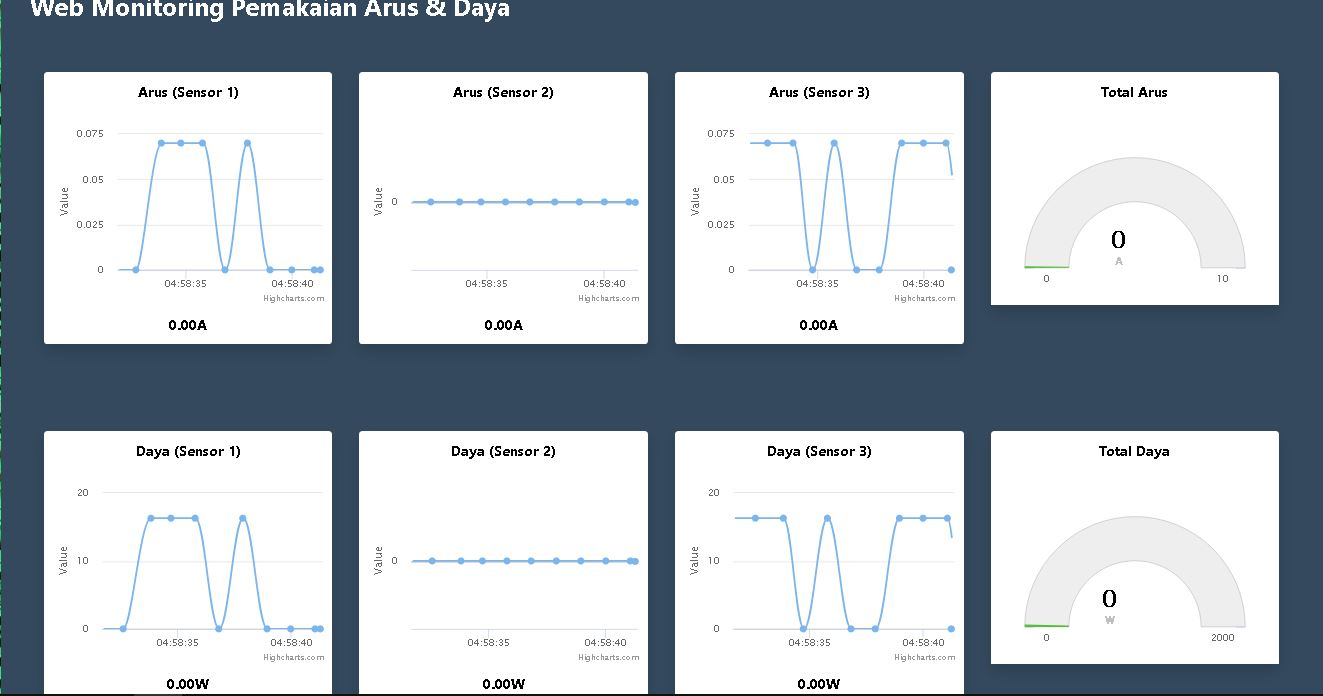 Web Monitoring Pemakaian Arus & Daya
Arus (Sensor 1)
0.075
0.05
0.025
0
Value
04:58:35 04:58:40
Highcharts.com
0.00A
Arus (Sensor 2)
0
Value
04:58:35 04:58:40
Highcharts.com
0.00A
Arus (Sensor 3)
0.075
0.05
0.025
0
Value
04:58:35 04:58:40
Highcharts.com
0.00A
Total Arus
0
A
0 10
Daya (Sensor 1)
20
10
0
Value
04:58:35 04:58:40
Highcharts.com
0.00W
Daya (Sensor 2)
0
Value
04:58:35 04:58:40
Highcharts.com
0.00W
Daya (Sensor 3)
20
10
0
Value
04:58:35 04:58:40
Highcharts.com
0.00W
Total Daya
0
W
0 2000